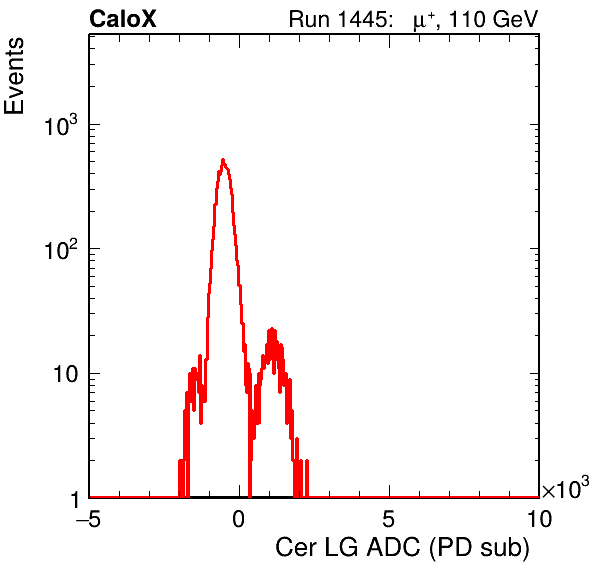 CaloX Run 1445: μ⁺, 110 GeV
Events
10³
10²
10
1
−5 0 5 10
×10³
Cer LG ADC (PD sub)